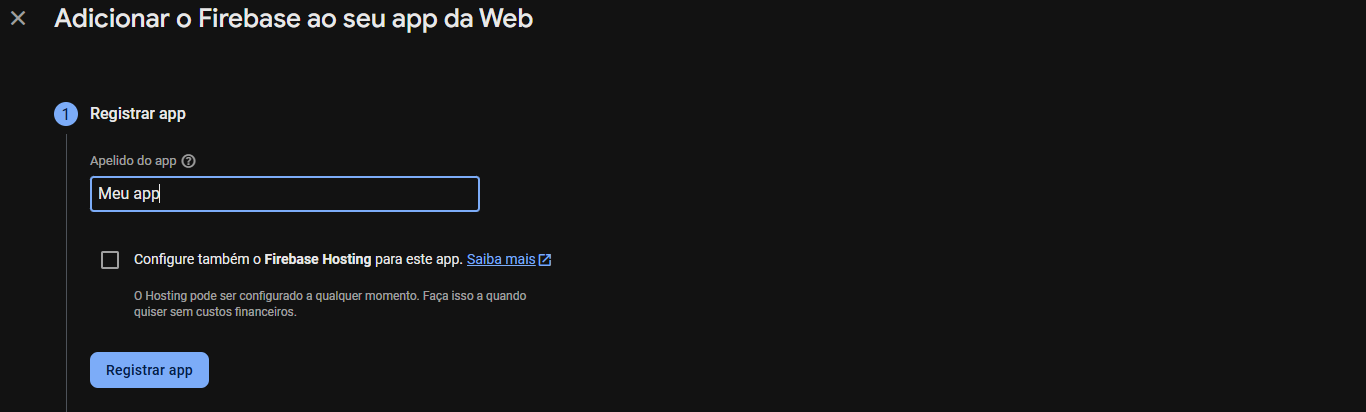 Adicionar o Firebase ao seu app da Web
1 Registrar app
Apelido do app
Meu app
Configure também o Firebase Hosting para este app. Saiba mais
O Hosting pode ser configurado a qualquer momento. Faça isso a quando
quiser sem custos financeiros.
Registrar app